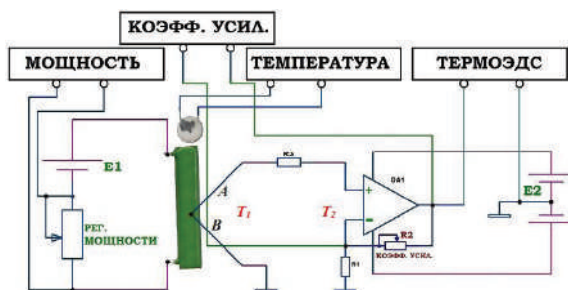 КОЭФФ. УСИЛ.
МОЩНОСТЬ
ТЕМПЕРАТУРА
ТЕРМОЭДС
E1
A
DA1
+
E2
T1
T2
B
−
РЕГ.
МОЩНОСТИ
R2
КОЭФФ. УСИЛ.
R1